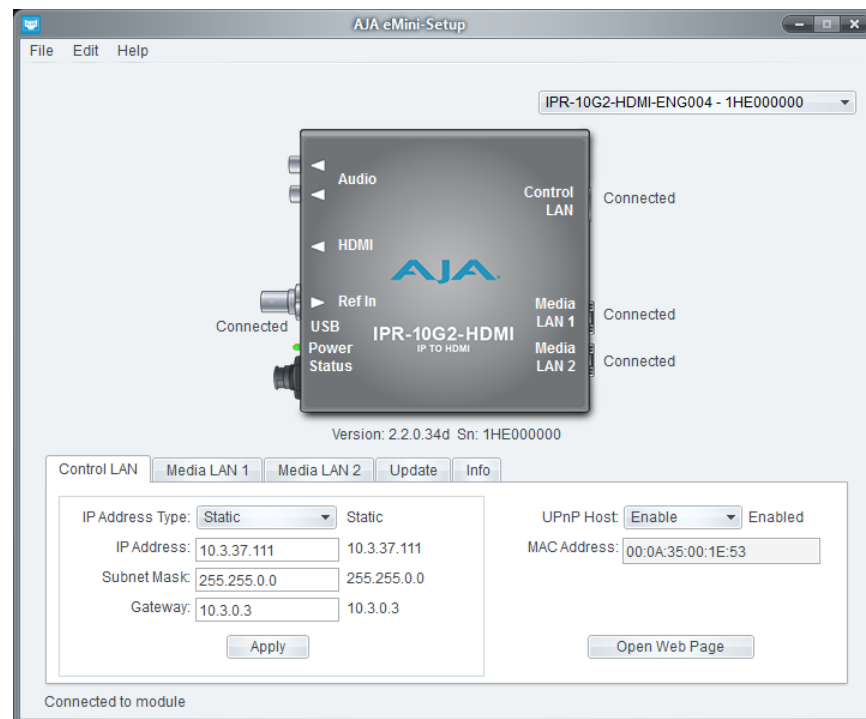 AJA eMini-Setup
File Edit Help
IPR-10G2-HDMI-ENG004 - 1HE000000
Audio
Control
LAN
Connected
HDMI
AJA
Ref In
Connected
USB
Media
LAN 1
Connected
IPR-10G2-HDMI
IP TO HDMI
Power
Status
Media
LAN 2
Connected
Version: 2.2.0.34d Sn: 1HE000000
Control LAN Media LAN 1 Media LAN 2 Update Info
IP Address Type: Static Static
UPnP Host: Enable Enabled
IP Address: 10.3.37.111 10.3.37.111
MAC Address: 00:0A:35:00:1E:53
Subnet Mask: 255.255.0.0 255.255.0.0
Gateway: 10.3.0.3 10.3.0.3
Apply
Open Web Page
Connected to module